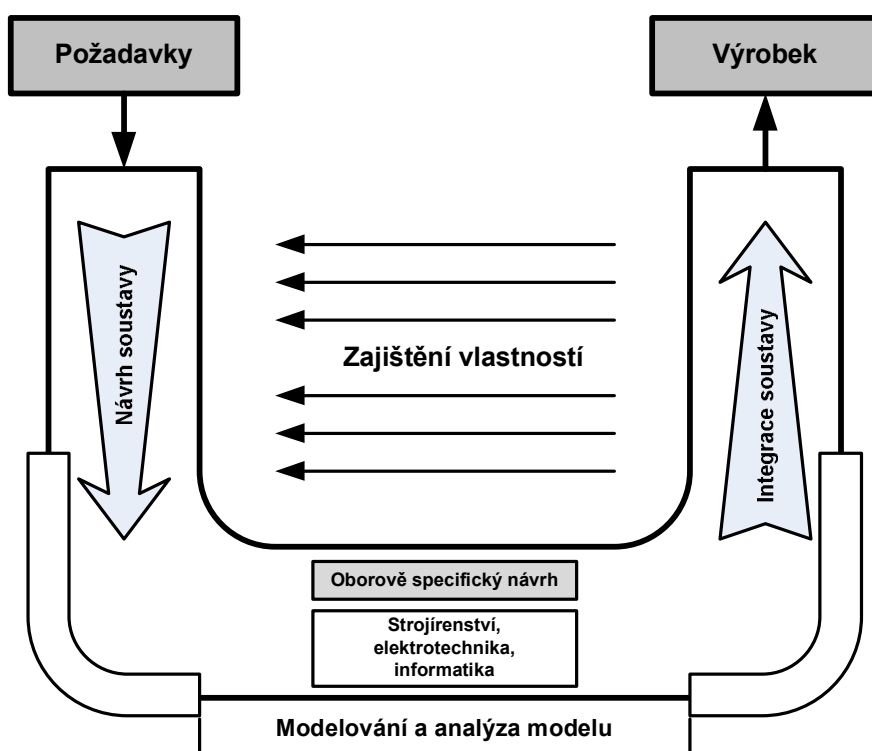 Požadavky
Výrobek
Návrh soustavy
Zajištění vlastností
Integrace soustavy
Oborově specifický návrh
Strojírenství,
elektrotechnika,
informatika
Modelování a analýza modelu